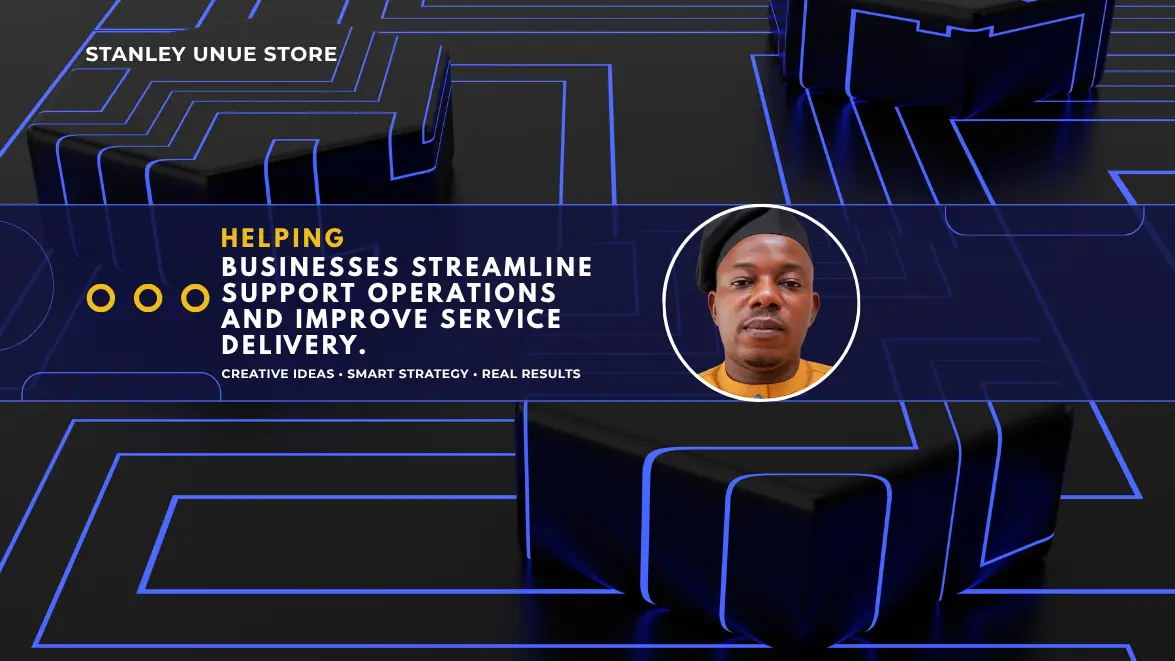 STANLEY UNUE STORE
HELPING
BUSINESSES STREAMLINE
SUPPORT OPERATIONS
AND IMPROVE SERVICE
DELIVERY.
CREATIVE IDEAS • SMART STRATEGY • REAL RESULTS